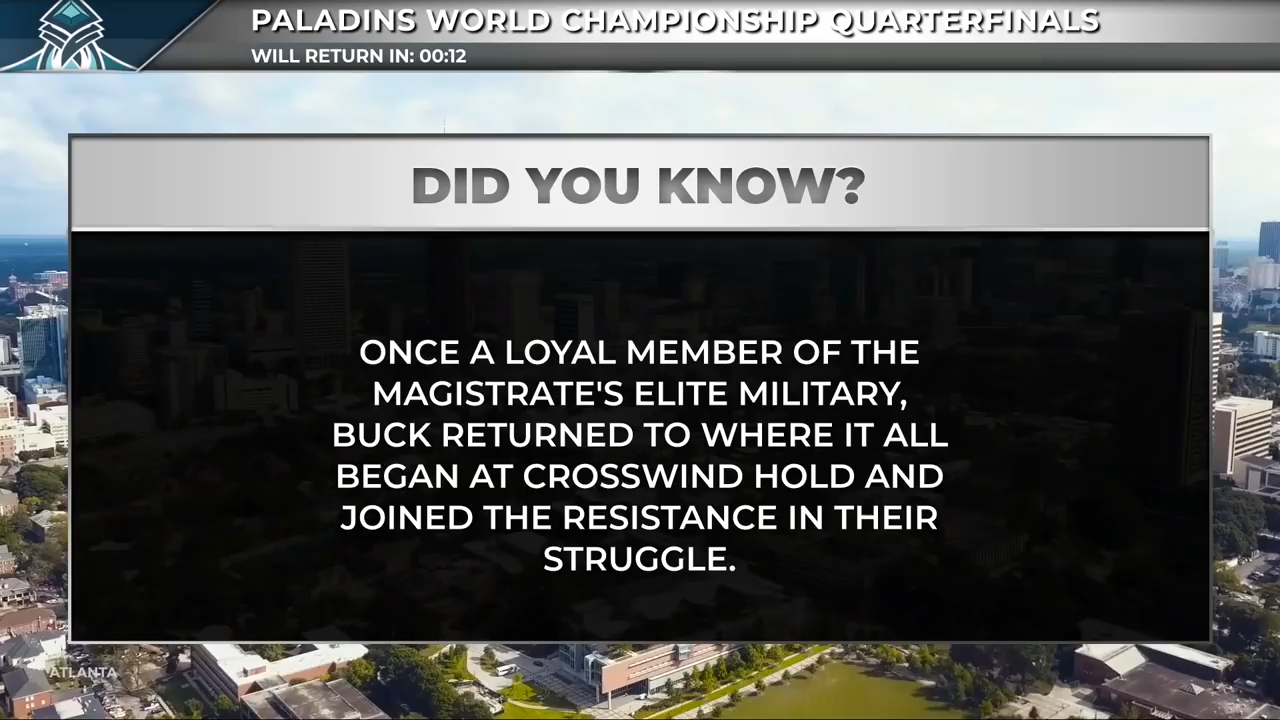 PALADINS WORLD CHAMPIONSHIP QUARTERFINALS
WILL RETURN IN: 00:12
DID YOU KNOW?
ONCE A LOYAL MEMBER OF THE
MAGISTRATE'S ELITE MILITARY,
BUCK RETURNED TO WHERE IT ALL
BEGAN AT CROSSWIND HOLD AND
JOINED THE RESISTANCE IN THEIR
STRUGGLE.
ATLANTA